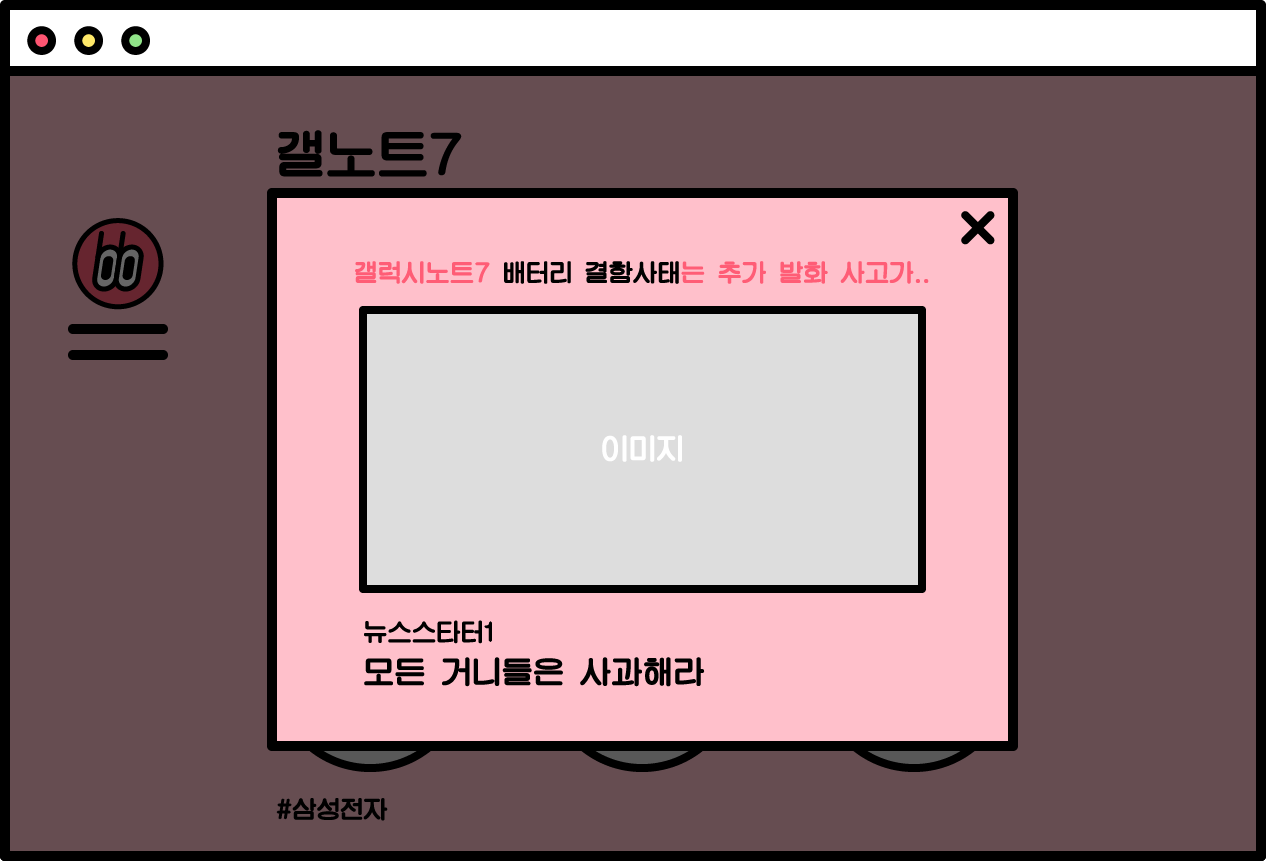 갤노트7
bb
갤럭시노트7 배터리 결함사태는 추가 발화 사고가..
이미지
뉴스스타터1
모든 거니들은 사과해라
#삼성전자